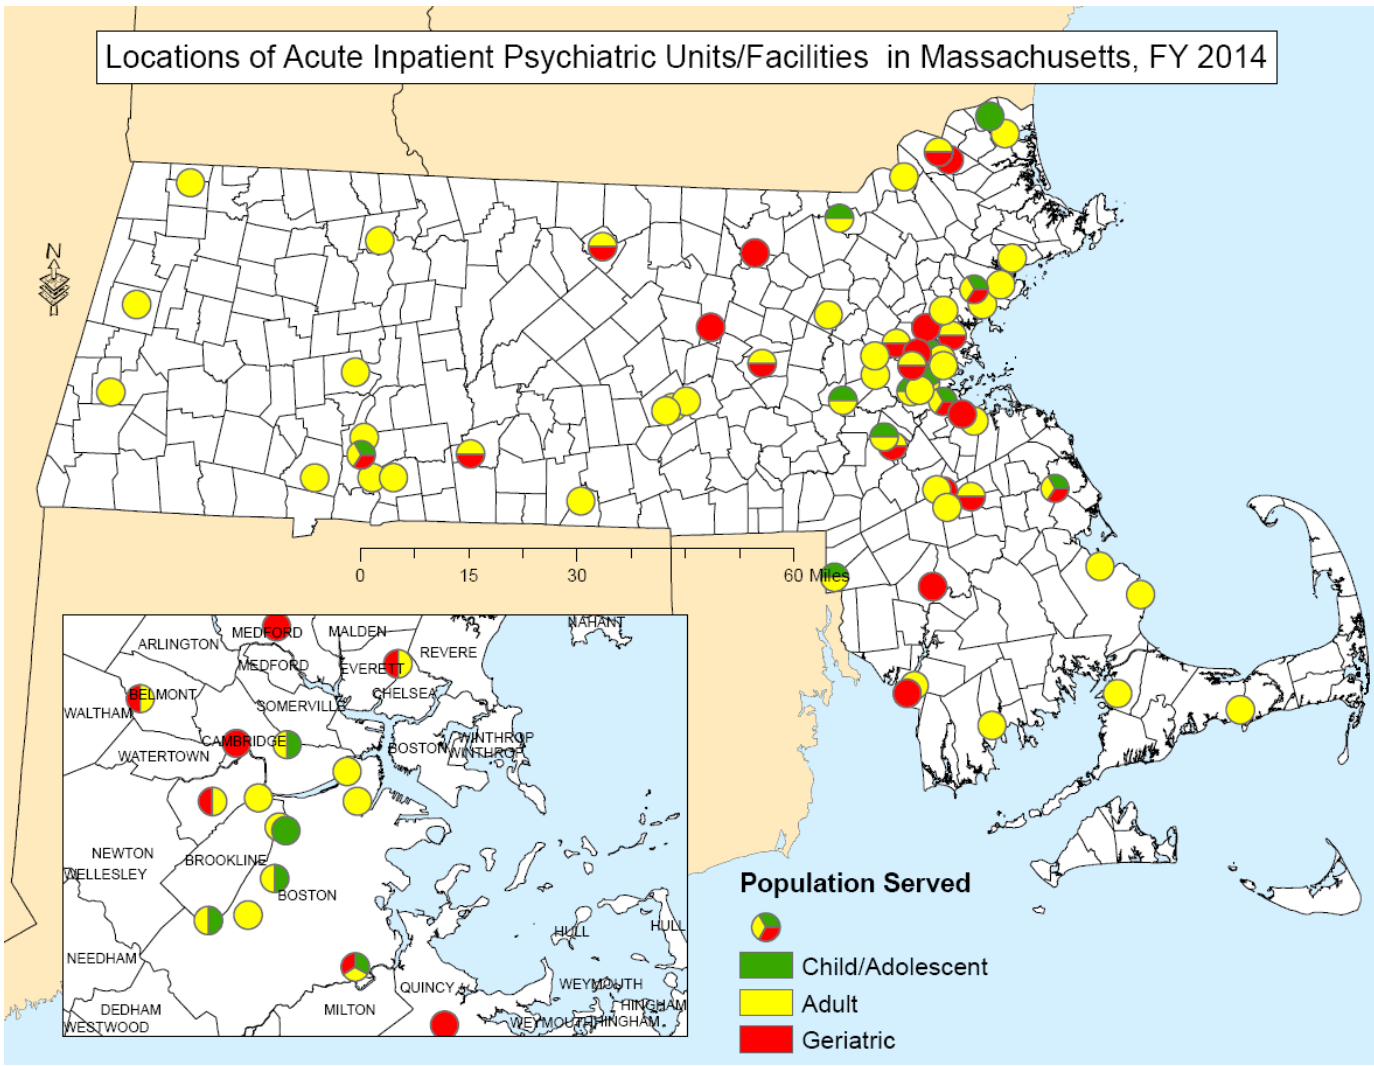 Locations of Acute Inpatient Psychiatric Units/Facilities in Massachusetts, FY 2014
N
0 15 30 60 Miles
NAHANT
MEDFORD
MALDEN
ARLINGTON
REVERE
MEDFORD
EVERETT
BELMONT
CHELSEA
SOMERVILLE
WALTHAM
WINTHROP
CAMBRIDGE
BOSTON
WINTHROP
WATERTOWN
NEWTON
BROOKLINE
WELLESLEY
BOSTON
HULL
HULL
NEEDHAM
QUINCY
WEYMOUTH
HINGHAM
DEDHAM
MILTON
WEYMOUTH
HINGHAM
WESTWOOD
Population Served
Child/Adolescent
Adult
Geriatric